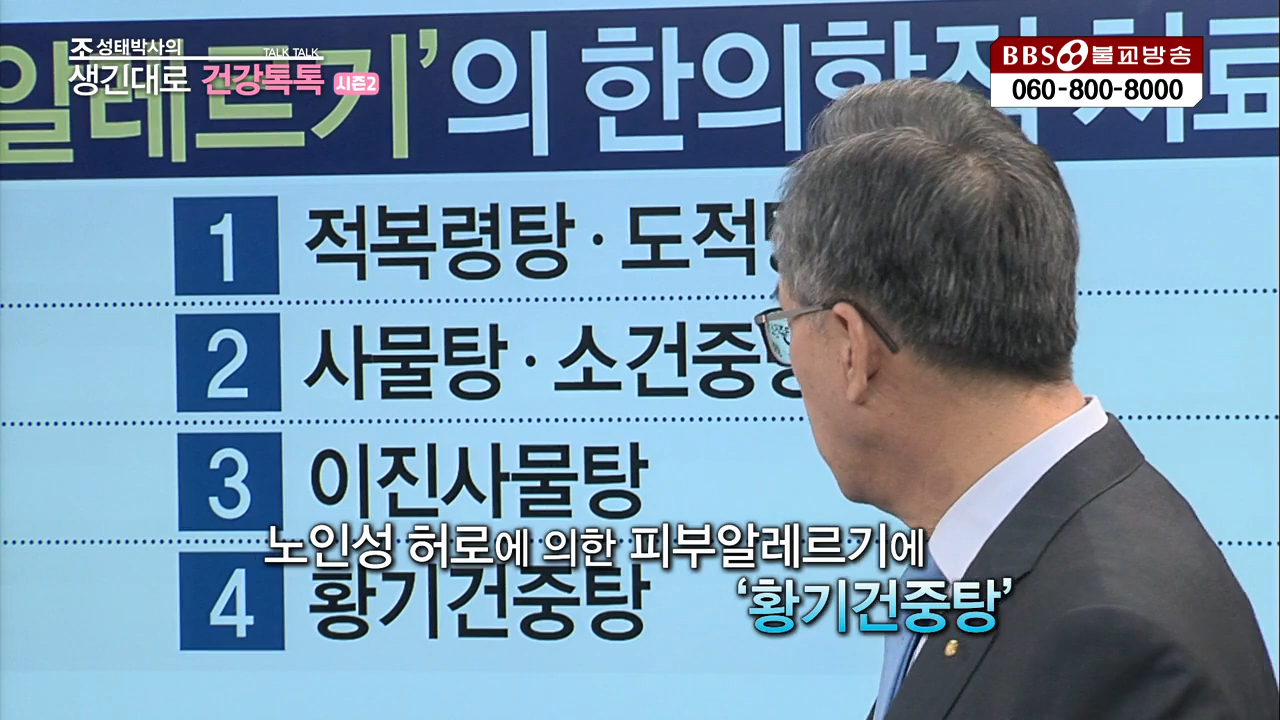 조성태박사의
TALK TALK
생긴대로 건강톡톡 시즌2
BBS 불교방송
060-800-8000
알레르기'의 한의학적 치료
1 적복령탕·도적
2 사물탕·소건중
3 이진사물탕
4 황기건중탕
노인성 허로에 의한 피부알레르기에
‘황기건중탕’